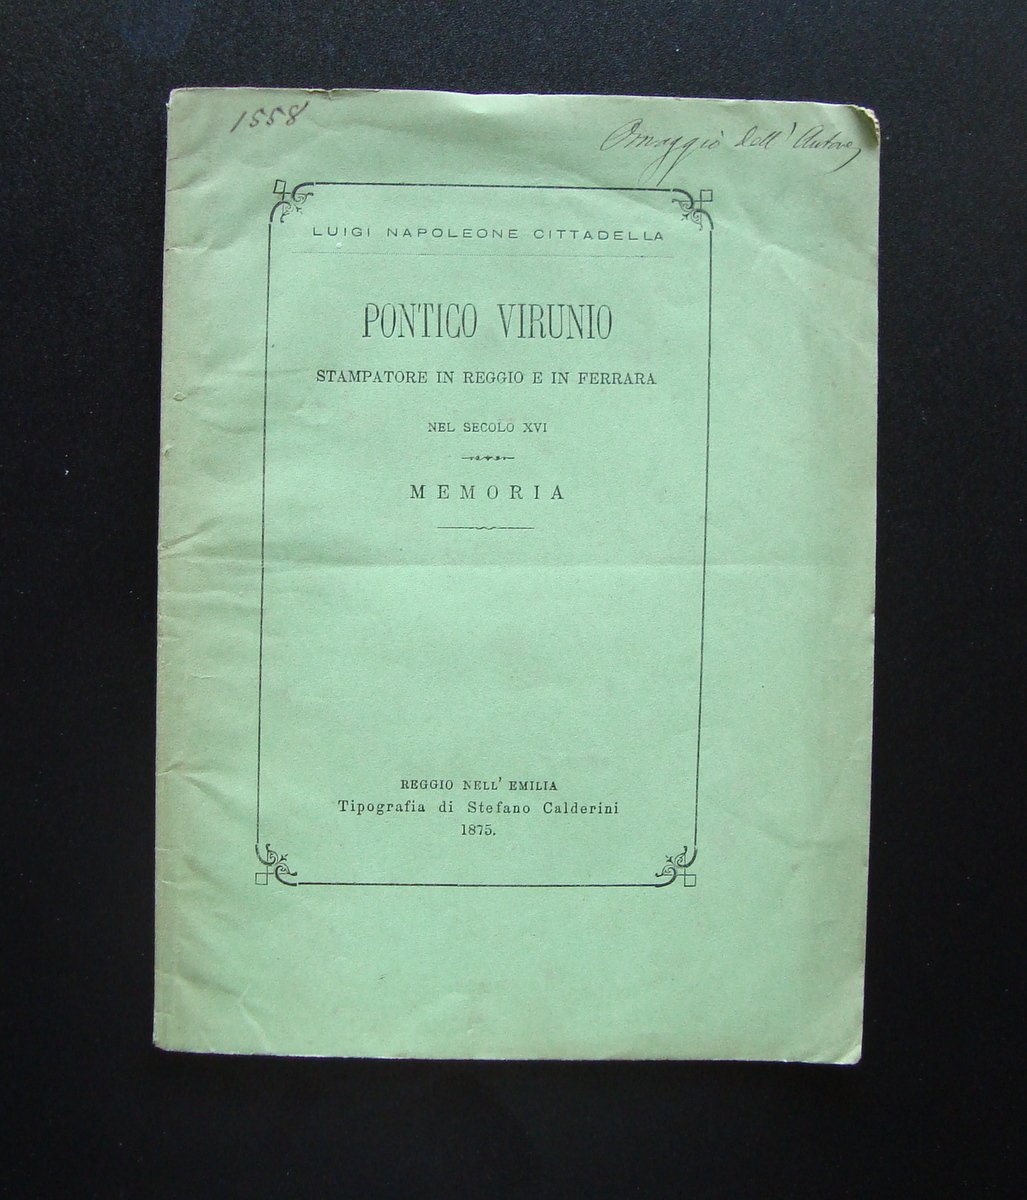 1558
Omaggio dell' Autore
LUIGI NAPOLEONE CITTADELLA
PONTICO VIRUNIO
STAMPATORE IN REGGIO E IN FERRARA
NEL SECOLO XVI
MEMORIA
REGGIO NELL' EMILIA
Tipografia di Stefano Calderini
1875.